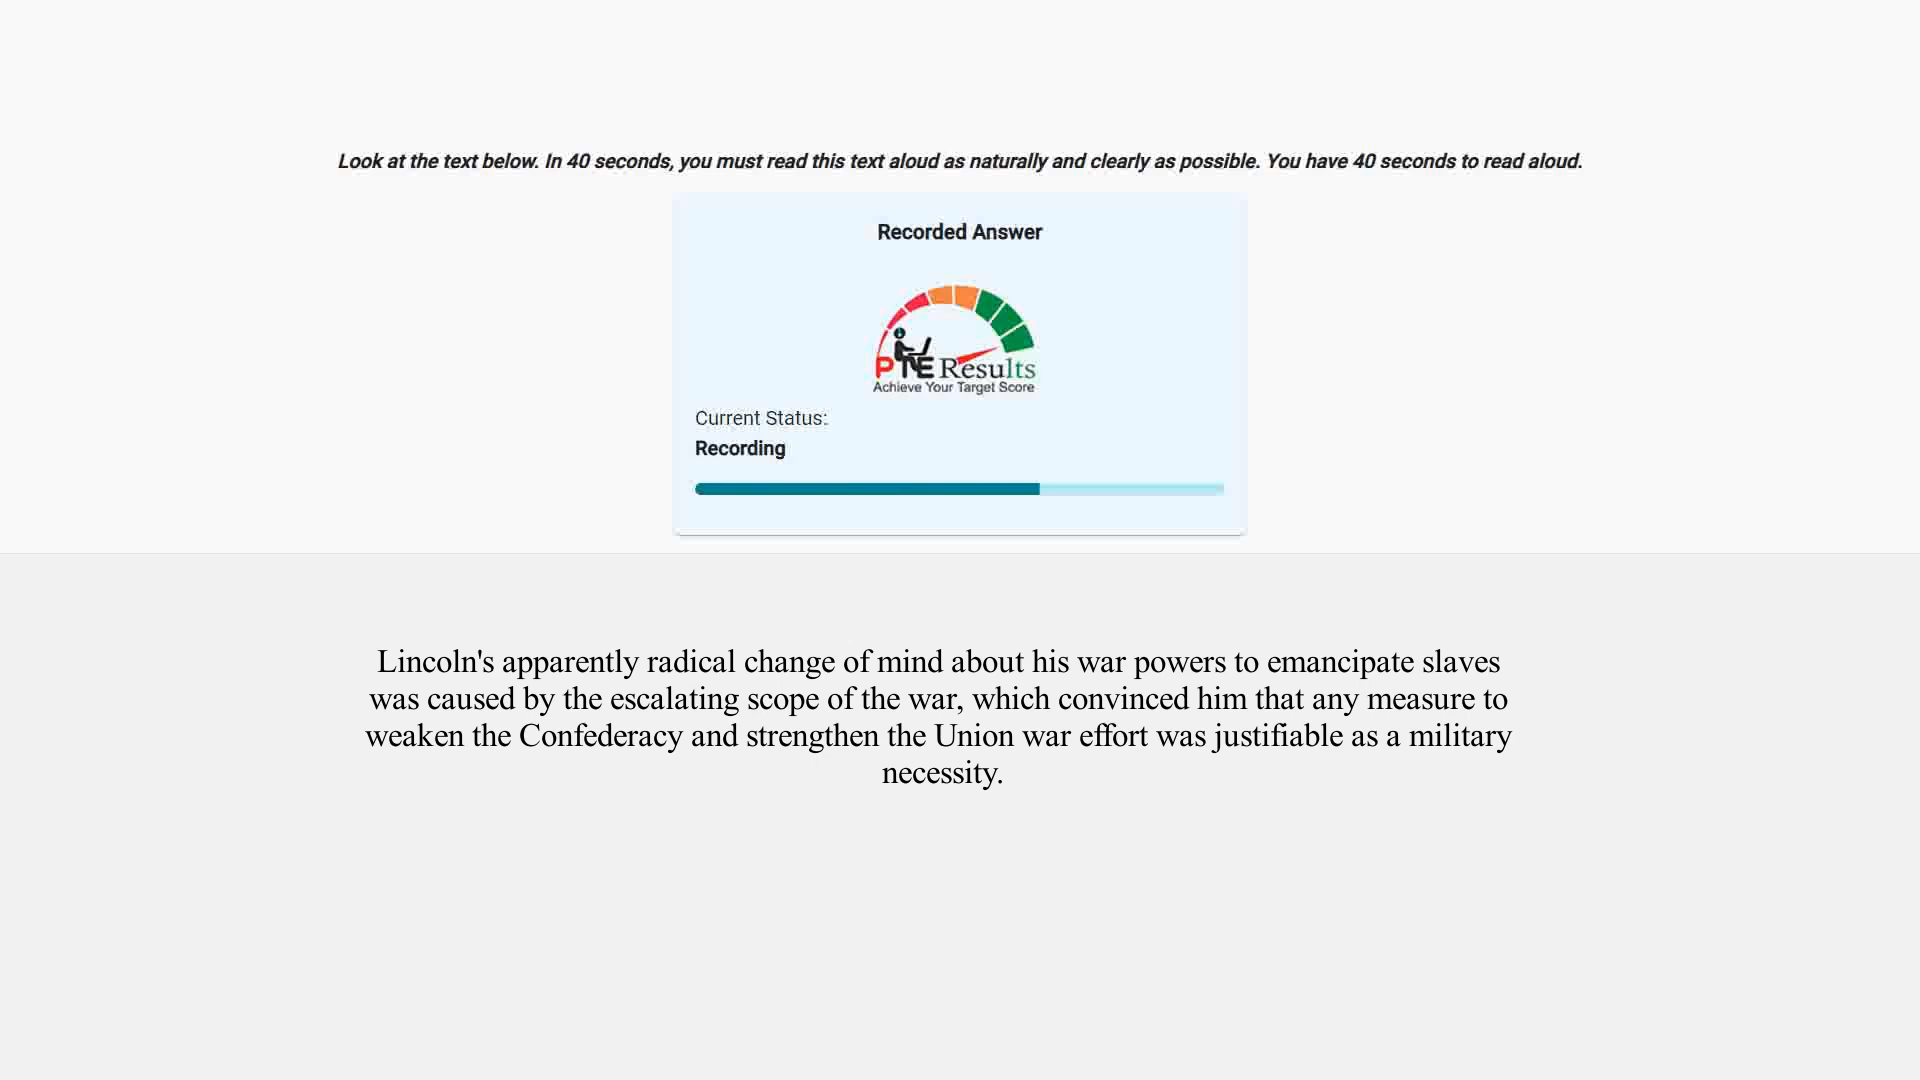 Look at the text below. In 40 seconds, you must read this text aloud as naturally and clearly as possible. You have 40 seconds to read aloud.
Recorded Answer
PTE Results
Achieve Your Target Score
Current Status:
Recording
Lincoln's apparently radical change of mind about his war powers to emancipate slaves
was caused by the escalating scope of the war, which convinced him that any measure to
weaken the Confederacy and strengthen the Union war effort was justifiable as a military
necessity.